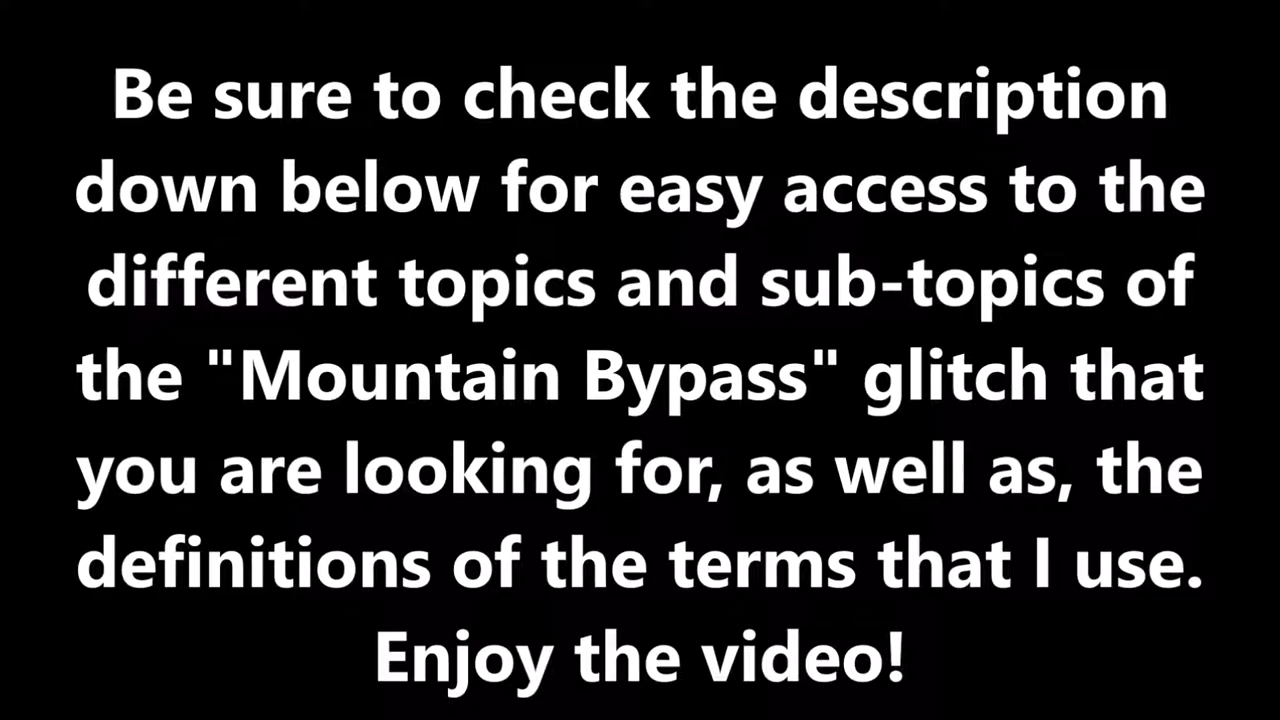 Be sure to check the description
down below for easy access to the
different topics and sub-topics of
the "Mountain Bypass" glitch that
you are looking for, as well as, the
definitions of the terms that I use.
Enjoy the video!